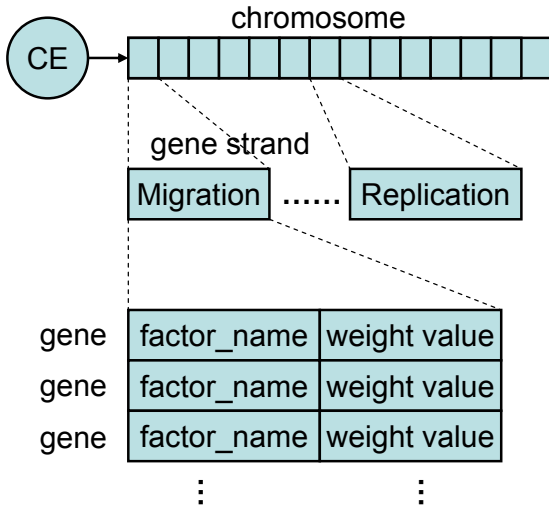 chromosome
CE
gene strand
Migration ...... Replication
gene factor_name weight value
gene factor_name weight value
gene factor_name weight value
⋮ ⋮